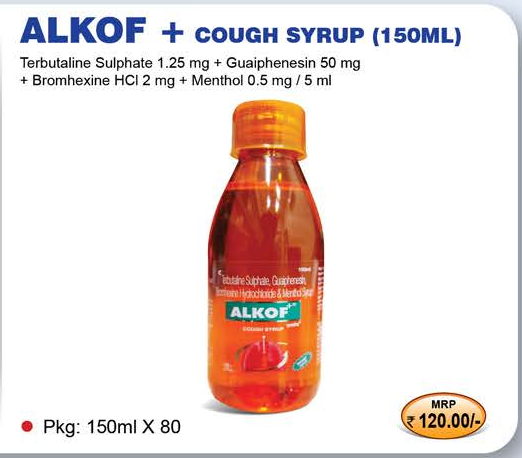 ALKOF + COUGH SYRUP (150ML)
Terbutaline Sulphate 1.25 mg + Guaiphenesin 50 mg
+ Bromhexine HCl 2 mg + Menthol 0.5 mg / 5 ml
Terbutaline Sulphate, Guaiphenesin,
Bromhexine Hydrochloride & Menthol Syrup
ALKOF
COUGH SYRUP
MRP
₹ 120.00/-
Pkg: 150ml X 80